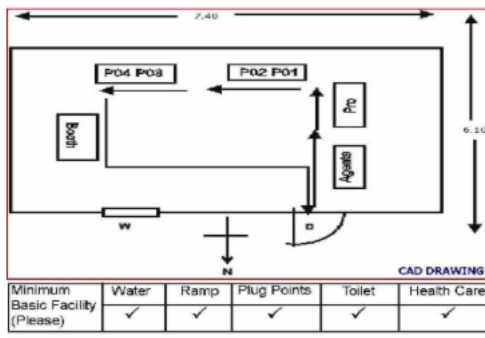 7.40
P04 P03
P02 P01
Pro
6.10
Booth
Agents
W
D
N
CAD DRAWING
Minimum Basic Facility (Please)
Water
Ramp
Plug Points
Toilet
Health Care
✓ ✓ ✓ ✓ ✓